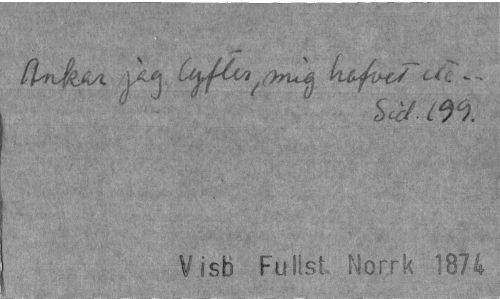 Ankar jag lyfter, mig hafvet etc...
Sid. 199.
Visb Fullst. Norrk 1874